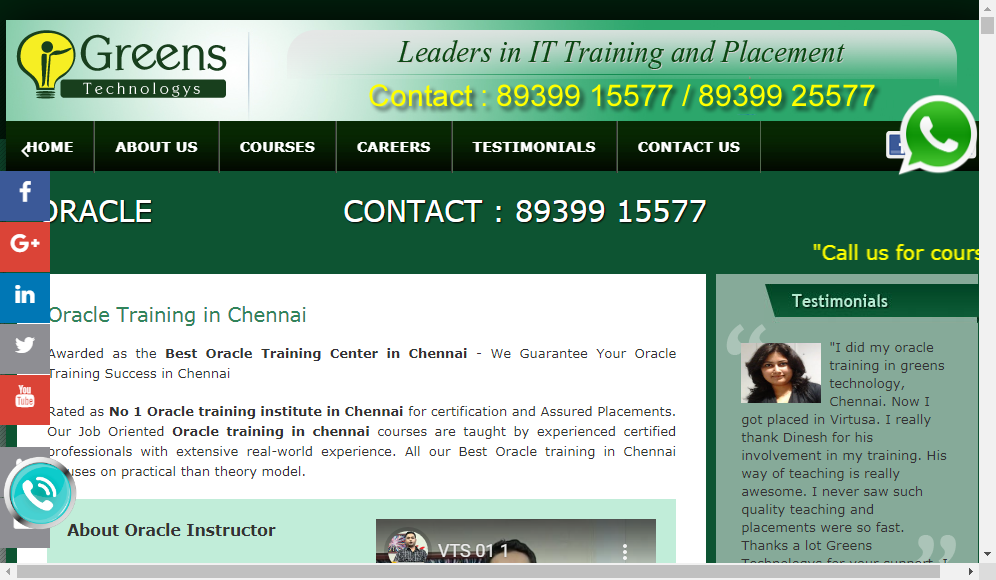 Greens
Technologys
Leaders in IT Training and Placement
Contact : 89399 15577 / 89399 25577
HOME ABOUT US COURSES CAREERS TESTIMONIALS CONTACT US
ORACLE CONTACT : 89399 15577
"Call us for cours
Oracle Training in Chennai
Awarded as the Best Oracle Training Center in Chennai - We Guarantee Your Oracle
Training Success in Chennai
Rated as No 1 Oracle training institute in Chennai for certification and Assured Placements.
Our Job Oriented Oracle training in chennai courses are taught by experienced certified
professionals with extensive real-world experience. All our Best Oracle training in Chennai
uses on practical than theory model.
About Oracle Instructor
VTS 01 1
Testimonials
"I did my oracle
training in greens
technology,
Chennai. Now I
got placed in Virtusa. I really
thank Dinesh for his
involvement in my training. His
way of teaching is really
awesome. I never saw such
quality teaching and
placements were so fast.
Thanks a lot Greens
Technologys for your support. I
G+
in
You
Tube